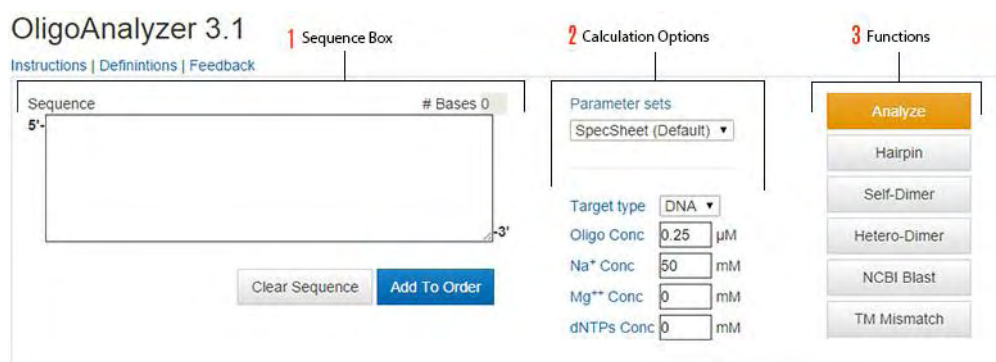 OligoAnalyzer 3.1
1 Sequence Box
2 Calculation Options
3 Functions
Instructions | Definintions | Feedback
Sequence # Bases 0
5'-
-3'
Clear Sequence Add To Order
Parameter sets
SpecSheet (Default)
Target type DNA
Oligo Conc 0.25 µM
Na⁺ Conc 50 mM
Mg⁺⁺ Conc 0 mM
dNTPs Conc 0 mM
Analyze
Hairpin
Self-Dimer
Hetero-Dimer
NCBI Blast
TM Mismatch